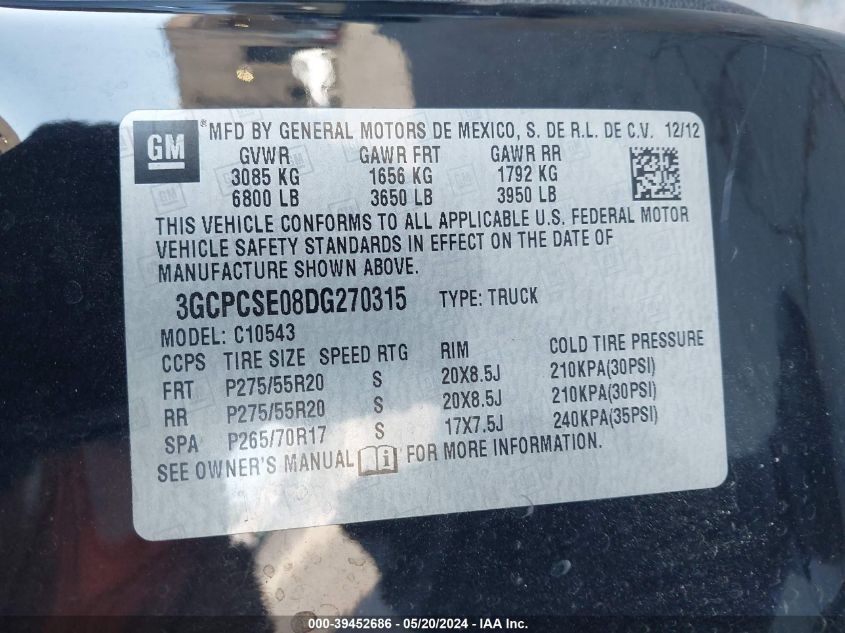 GM ® MFD BY GENERAL MOTORS DE MEXICO, S. DE R.L. DE C.V. 12/12
GVWR GAWR FRT GAWR RR
3085 KG 1656 KG 1792 KG
6800 LB 3650 LB 3950 LB
THIS VEHICLE CONFORMS TO ALL APPLICABLE U.S. FEDERAL MOTOR
VEHICLE SAFETY STANDARDS IN EFFECT ON THE DATE OF
MANUFACTURE SHOWN ABOVE.
3GCPCSE08DG270315 TYPE: TRUCK
MODEL: C10543
CCPS TIRE SIZE SPEED RTG RIM COLD TIRE PRESSURE
FRT P275/55R20 S 20X8.5J 210KPA(30PSI)
RR P275/55R20 S 20X8.5J 210KPA(30PSI)
SPA P265/70R17 S 17X7.5J 240KPA(35PSI)
SEE OWNER'S MANUAL i FOR MORE INFORMATION.
000-39452686 - 05/20/2024 - IAA Inc.